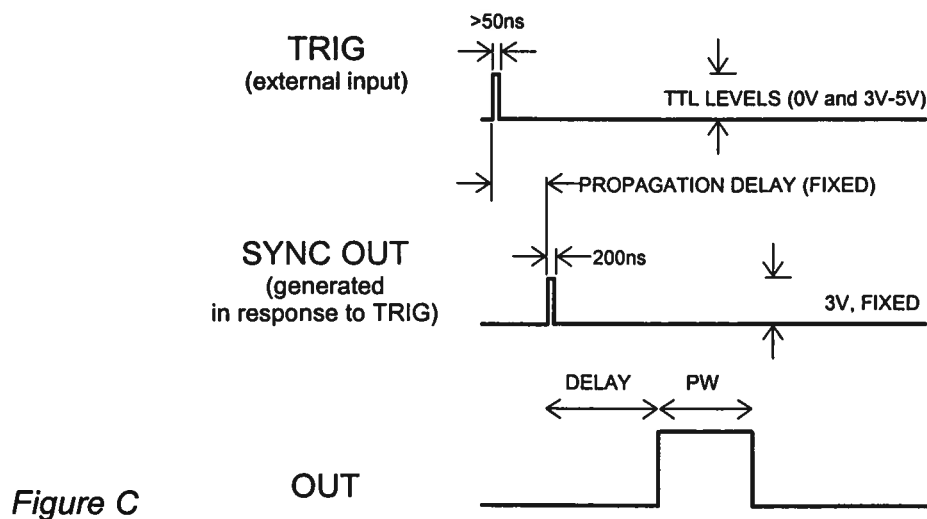 >50ns
TRIG
(external input)
TTL LEVELS (0V and 3V-5V)
PROPAGATION DELAY (FIXED)
SYNC OUT
(generated
in response to TRIG)
200ns
3V, FIXED
DELAY
PW
OUT
Figure C